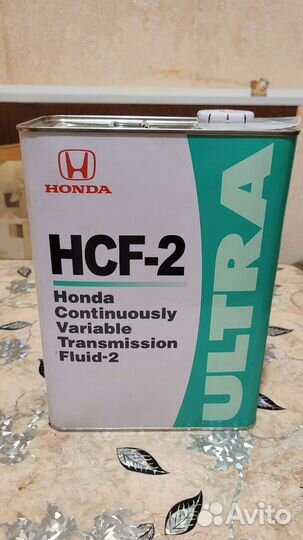 HONDA
HCF-2
Honda
Continuously
Variable
Transmission
Fluid-2
ULTRA
Avito